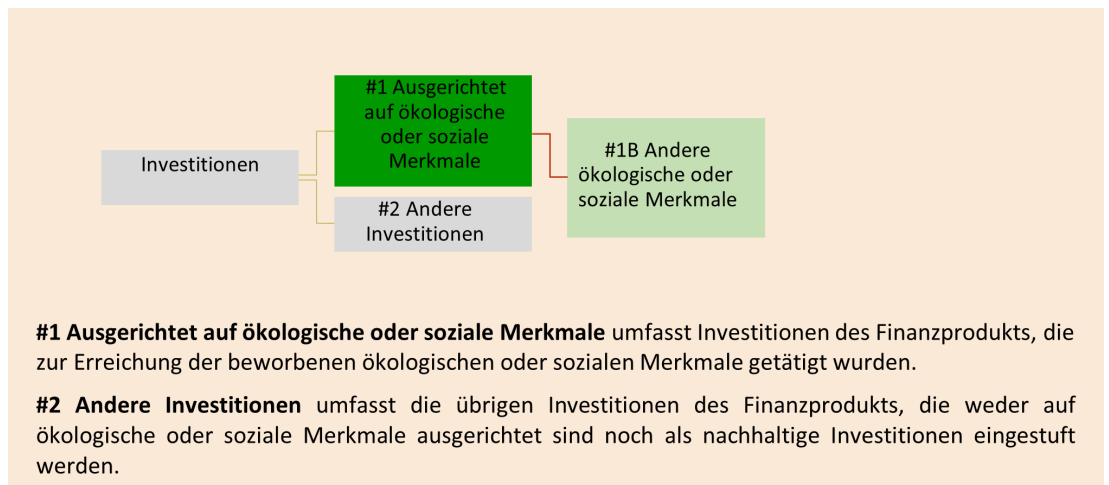 #1 Ausgerichtet
auf ökologische
oder soziale
Merkmale
#1B Andere
ökologische oder
soziale Merkmale
Investitionen
#2 Andere
Investitionen
#1 Ausgerichtet auf ökologische oder soziale Merkmale umfasst Investitionen des Finanzprodukts, die
zur Erreichung der beworbenen ökologischen oder sozialen Merkmale getätigt wurden.
#2 Andere Investitionen umfasst die übrigen Investitionen des Finanzprodukts, die weder auf
ökologische oder soziale Merkmale ausgerichtet sind noch als nachhaltige Investitionen eingestuft
werden.